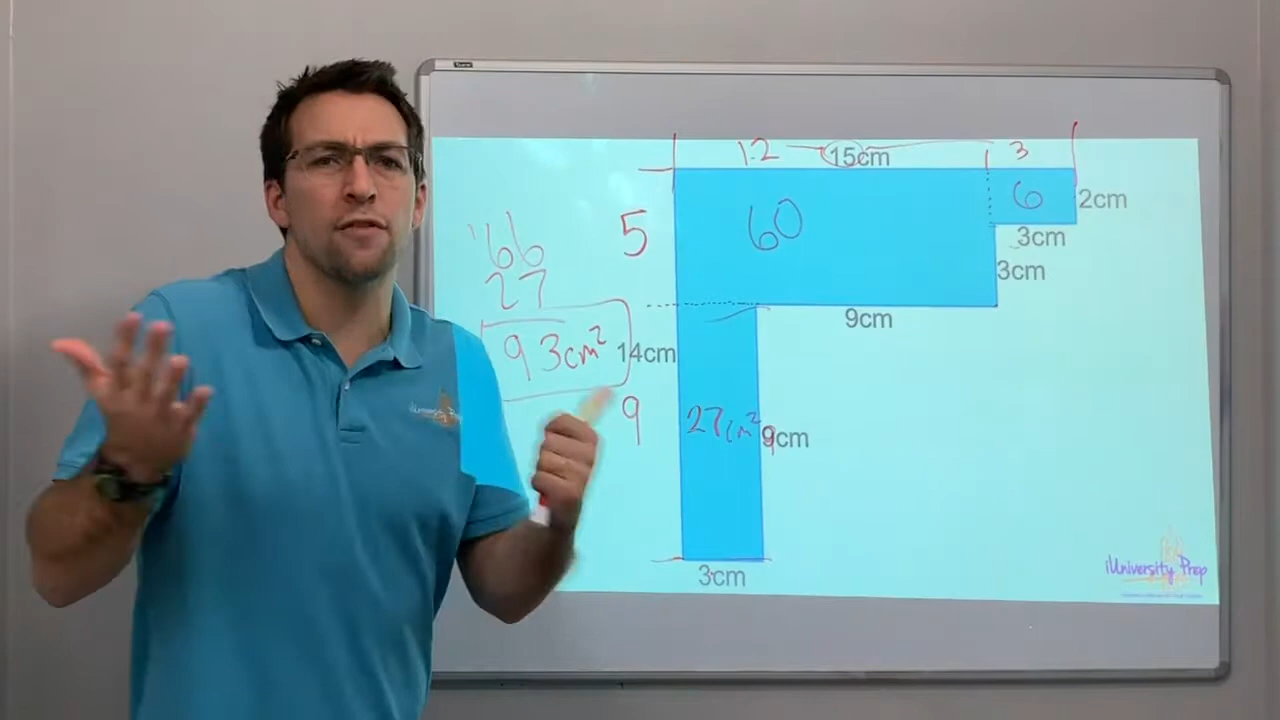 12 15cm 3
60 6 2cm
5 3cm
66 3cm
27
93cm² 14cm 9cm
9 27cm² 9cm
3cm
iUniversity
iUniversity Prep